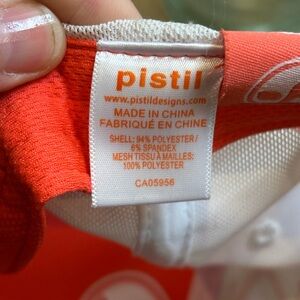 pistil
www.pistildesigns.com
MADE IN CHINA
FABRIQUÉ EN CHINE
SHELL: 94% POLYESTER /
6% SPANDEX
MESH/TISSU À MAILLES:
100% POLYESTER
CA05956